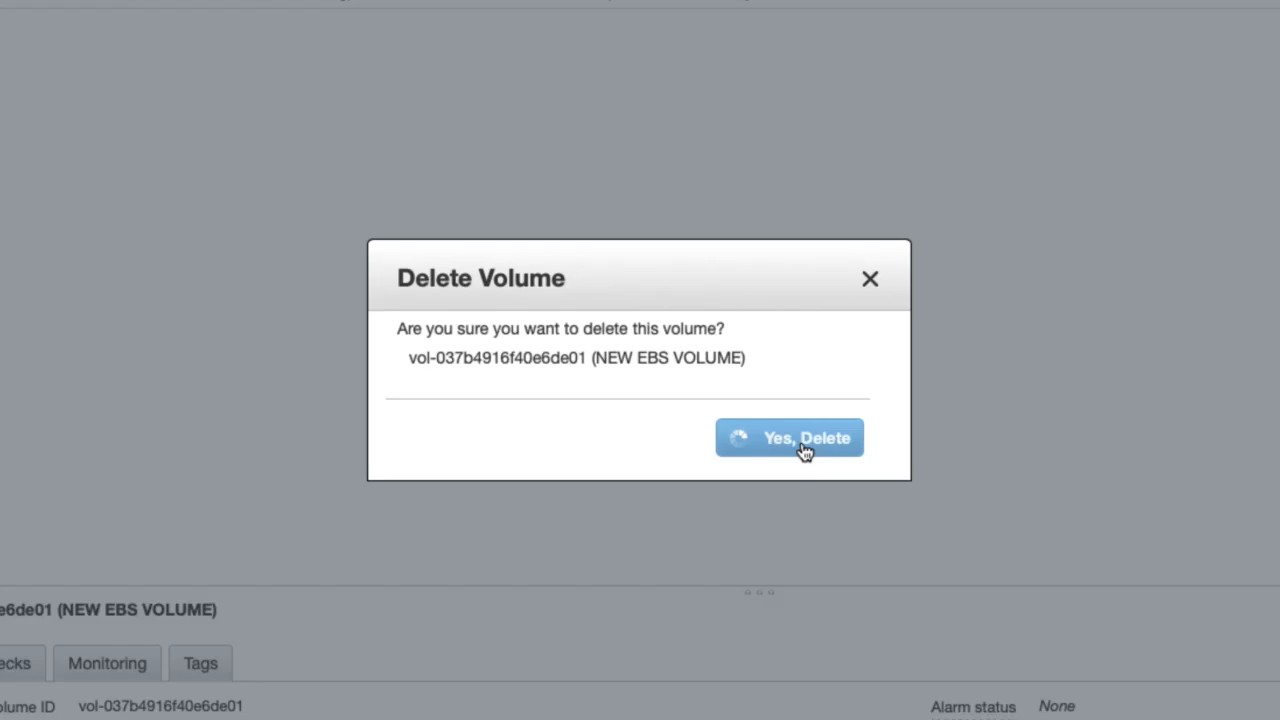 Delete Volume
Are you sure you want to delete this volume?
vol-037b4916f40e6de01 (NEW EBS VOLUME)
Yes, Delete
e6de01 (NEW EBS VOLUME)
ecks
Monitoring
Tags
olume ID vol-037b4916f40e6de01
Alarm status None